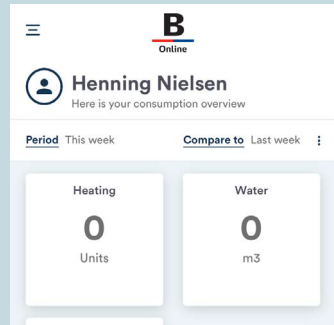 B
Online
Henning Nielsen
Here is your consumption overview
Period This week Compare to Last week
Heating Water
0 0
Units m3